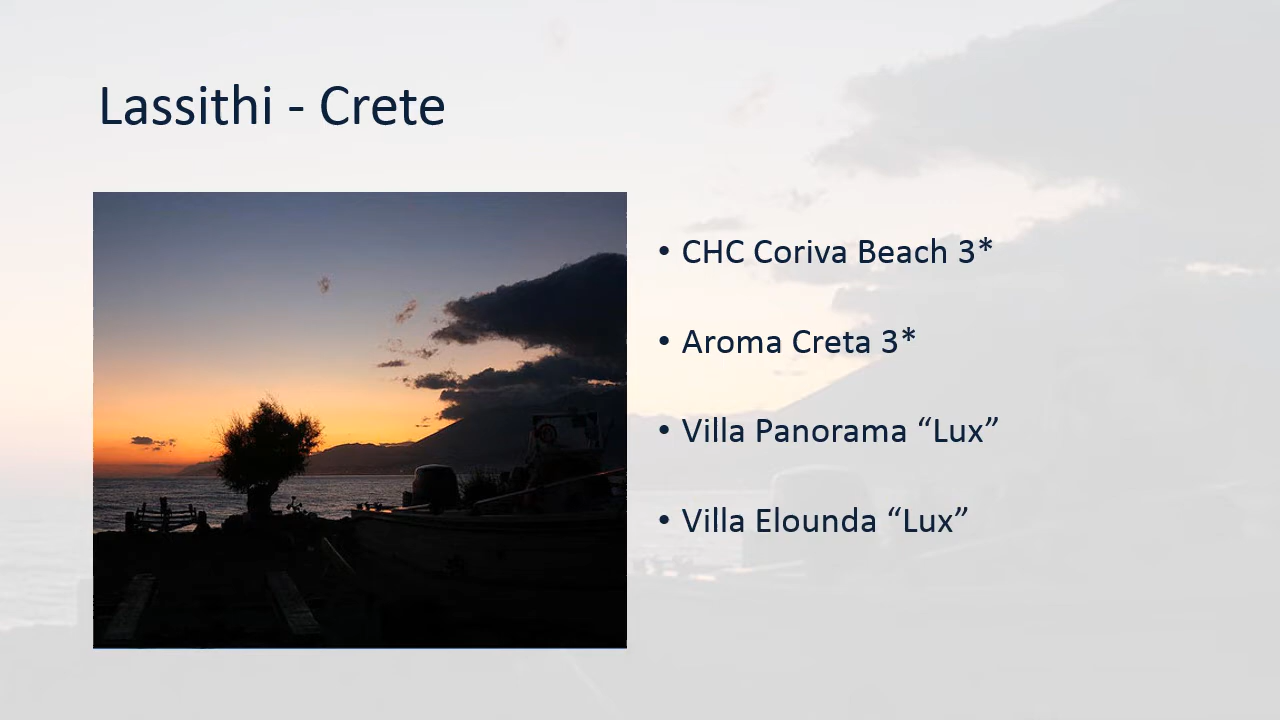 Lassithi - Crete
• CHC Coriva Beach 3*
• Aroma Creta 3*
• Villa Panorama “Lux”
• Villa Elounda “Lux”